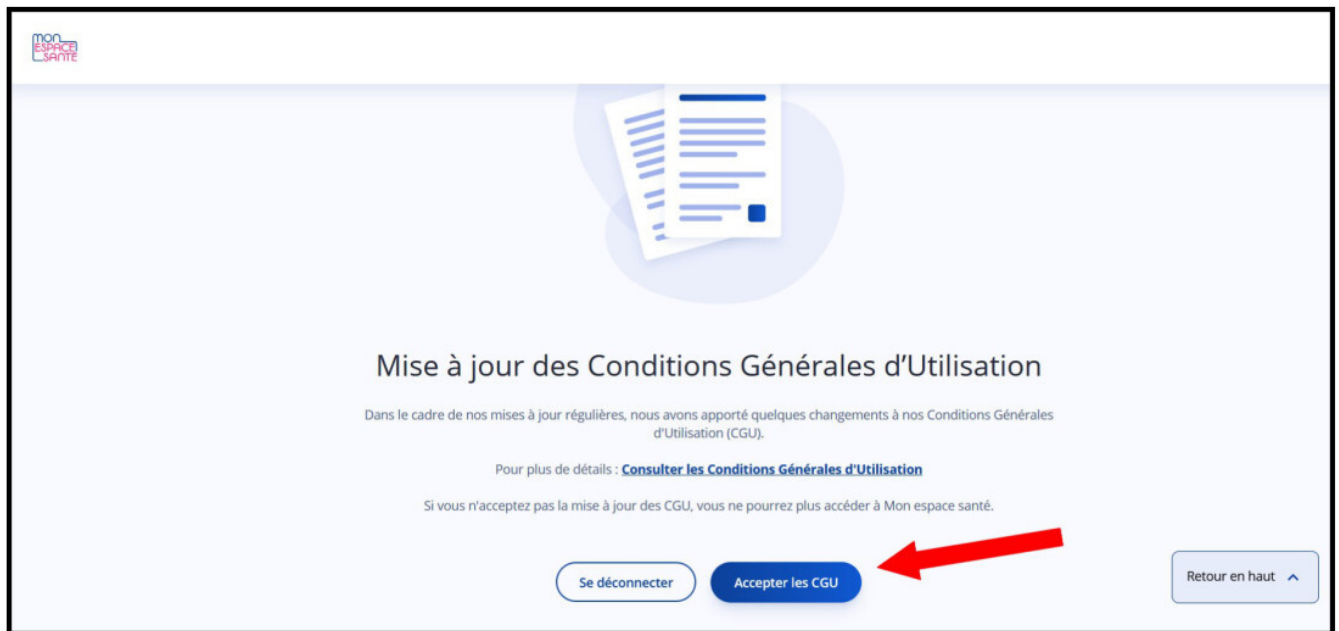 mon
ESPACE
SANTÉ
Mise à jour des Conditions Générales d’Utilisation
Dans le cadre de nos mises à jour régulières, nous avons apporté quelques changements à nos Conditions Générales
d'Utilisation (CGU).
Pour plus de détails : Consulter les Conditions Générales d'Utilisation
Si vous n'acceptez pas la mise à jour des CGU, vous ne pourrez plus accéder à Mon espace santé.
Se déconnecter
Accepter les CGU
Retour en haut